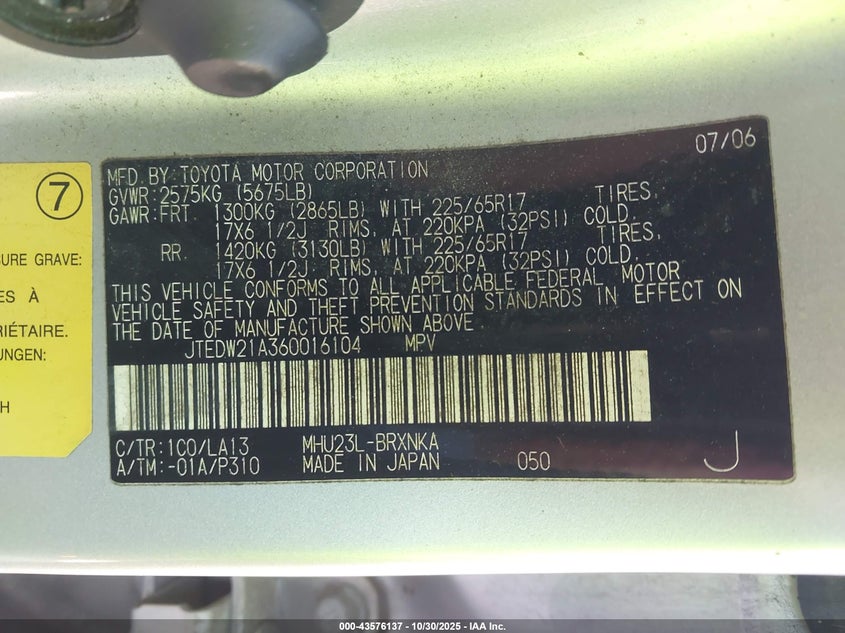 07/06
MFD. BY: TOYOTA MOTOR CORPORATION
GVWR: 2575KG (5675LB)
GAWR: FRT. 1300KG (2865LB) WITH 225/65R17 TIRES,
17X6 1/2J RIMS, AT 220KPA (32PSI) COLD.
RR. 1420KG (3130LB) WITH 225/65R17 TIRES,
17X6 1/2J RIMS, AT 220KPA (32PSI) COLD.
THIS VEHICLE CONFORMS TO ALL APPLICABLE FEDERAL MOTOR
VEHICLE SAFETY AND THEFT PREVENTION STANDARDS IN EFFECT ON
THE DATE OF MANUFACTURE SHOWN ABOVE
JTEDW21A360016104 MPV
C/TR: 1C0/LA13 MHU23L-BRXNKA
A/TM: -01A/P310 MADE IN JAPAN 050 J
7
SURE GRAVE:
ES À
RIÉTAIRE.
UNGEN:
H
000-43576137 - 10/30/2025 - IAA Inc.